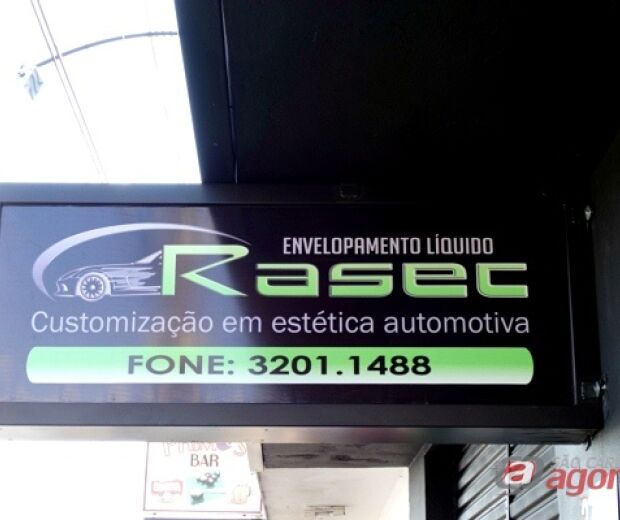 ENVELOPAMENTO LÍQUIDO
Rasec
Customização em estética automotiva
FONE: 3201.1488
BAR